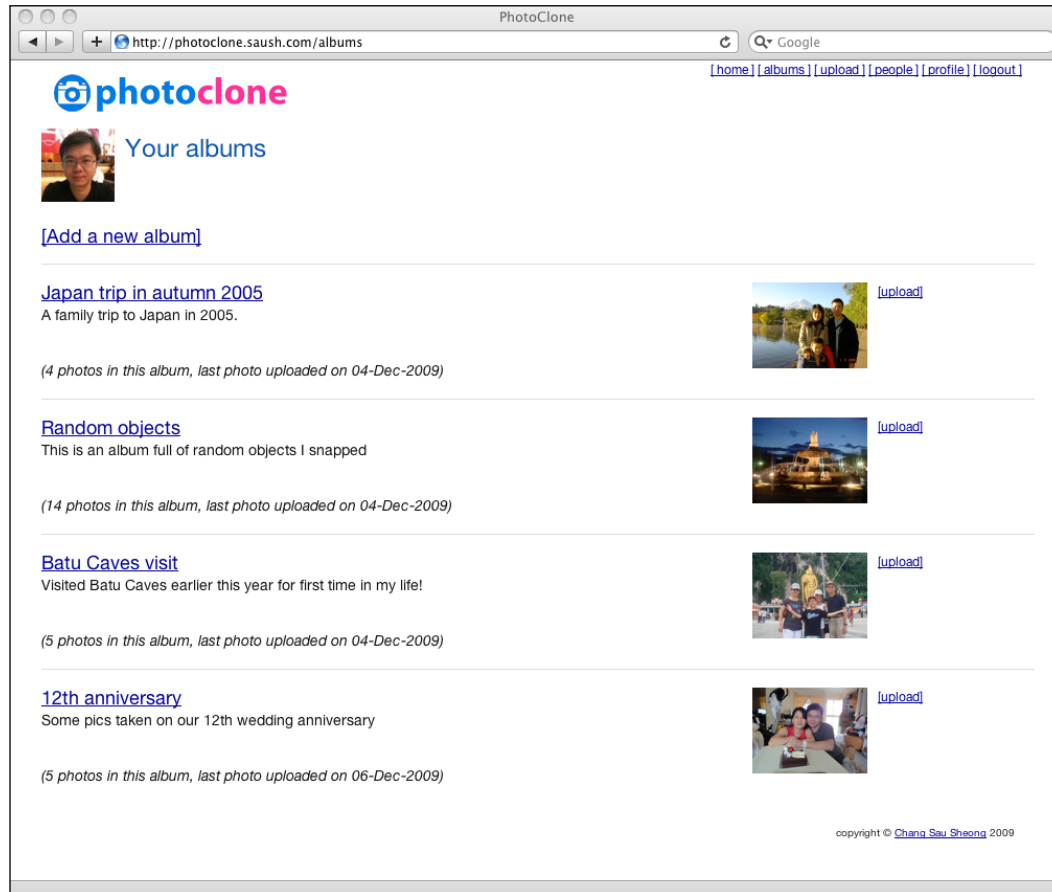 PhotoClone
http://photoclone.saush.com/albums
Google
[ home ] [ albums ] [ upload ] [ people ] [ profile ] [ logout ]
photoclone
Your albums
[Add a new album]
Japan trip in autumn 2005
[upload]
A family trip to Japan in 2005.
(4 photos in this album, last photo uploaded on 04-Dec-2009)
Random objects
[upload]
This is an album full of random objects I snapped
(14 photos in this album, last photo uploaded on 04-Dec-2009)
Batu Caves visit
[upload]
Visited Batu Caves earlier this year for first time in my life!
(5 photos in this album, last photo uploaded on 04-Dec-2009)
12th anniversary
[upload]
Some pics taken on our 12th wedding anniversary
(5 photos in this album, last photo uploaded on 06-Dec-2009)
copyright © Chang Sau Sheong 2009